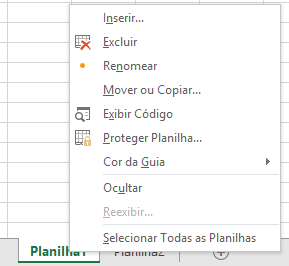 Inserir...
Excluir
Renomear
Mover ou Copiar...
Exibir Código
Proteger Planilha...
Cor da Guia
Ocultar
Reexibir...
Selecionar Todas as Planilhas
Planilha1 Planilha2